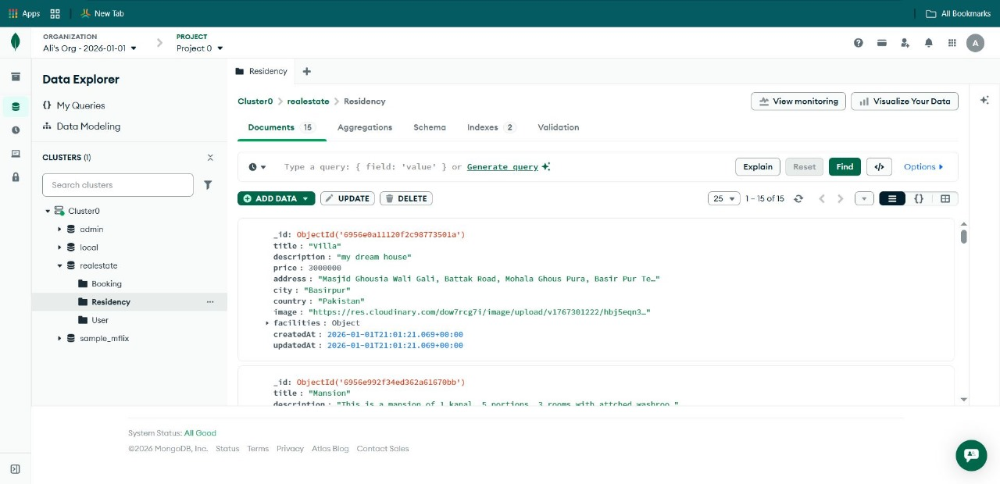 Apps New Tab All Bookmarks
ORGANIZATION PROJECT
Ali's Org - 2026-01-01 Project 0 A
Data Explorer
{} My Queries
Data Modeling
CLUSTERS (1)
Search clusters
Cluster0
admin
local
realestate
Booking
Residency ...
User
sample_mflix
Residency +
Cluster0 > realestate > Residency View monitoring Visualize Your Data
Documents 15 Aggregations Schema Indexes 2 Validation
Type a query: { field: 'value' } or Generate query Explain Reset Find </> Options
ADD DATA UPDATE DELETE 25 1 – 15 of 15 {}
_id: ObjectId('6956e0a11120f2c98773501a')
title : "Villa"
description : "my dream house"
price : 3000000
address : "Masjid Ghousia Wali Gali, Battak Road, Mohala Ghous Pura, Basir Pur Te…"
city : "Basirpur"
country : "Pakistan"
image : "https://res.cloudinary.com/dow7rcg7i/image/upload/v1767301222/hbj5eqn3…"
facilities : Object
createdAt : 2026-01-01T21:01:21.069+00:00
updatedAt : 2026-01-01T21:01:21.069+00:00
_id: ObjectId('6956e992f34ed362a61670bb')
title : "Mansion"
description : "This is a mansion of 1 kanal, 5 portions, 3 rooms with attched washroo…"
System Status: All Good
©2026 MongoDB, Inc. Status Terms Privacy Atlas Blog Contact Sales